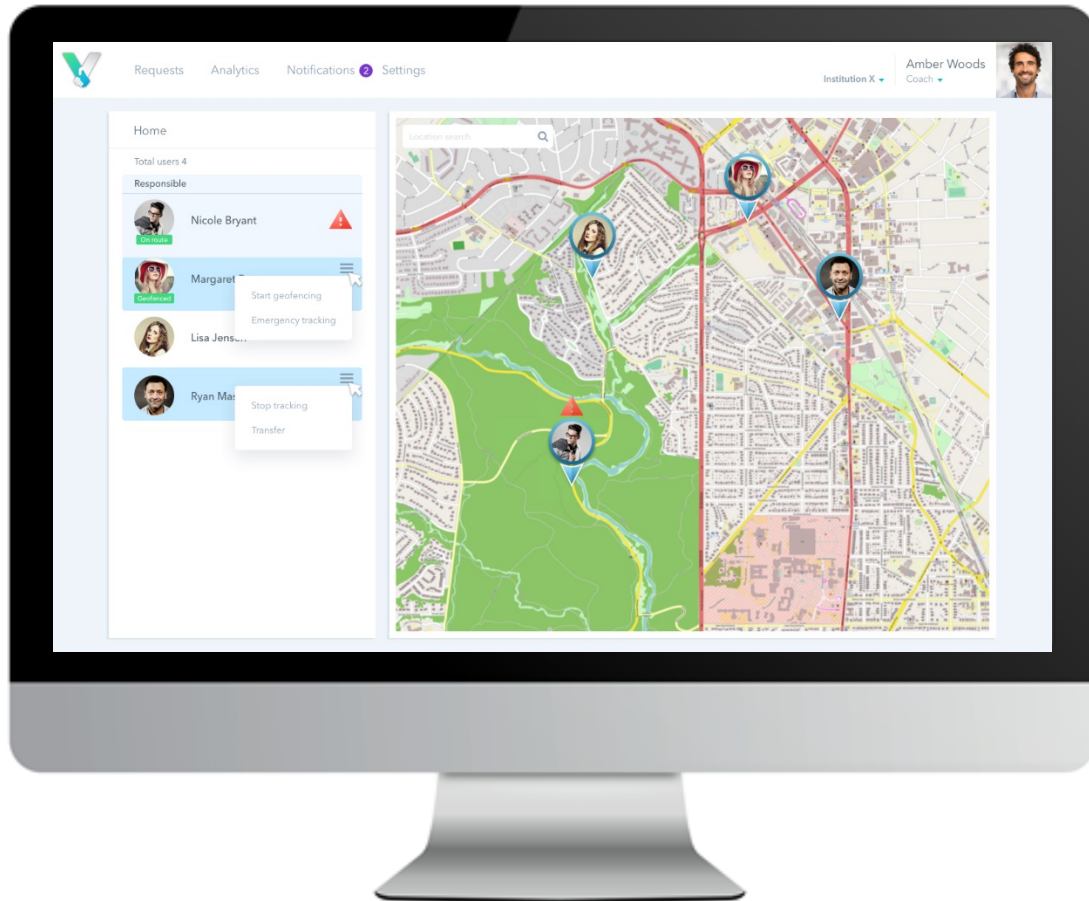 Requests Analytics Notifications 2 Settings
Institution X
Amber Woods
Coach
Home
Total users 4
Responsible
Nicole Bryant
On route
Margaret
Geofenced
Start geofencing
Emergency tracking
Lisa Jensen
Ryan Mas
Stop tracking
Transfer
Location search